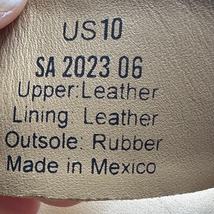 US10
SA 2023 06
Upper: Leather
Lining: Leather
Outsole: Rubber
Made in Mexico